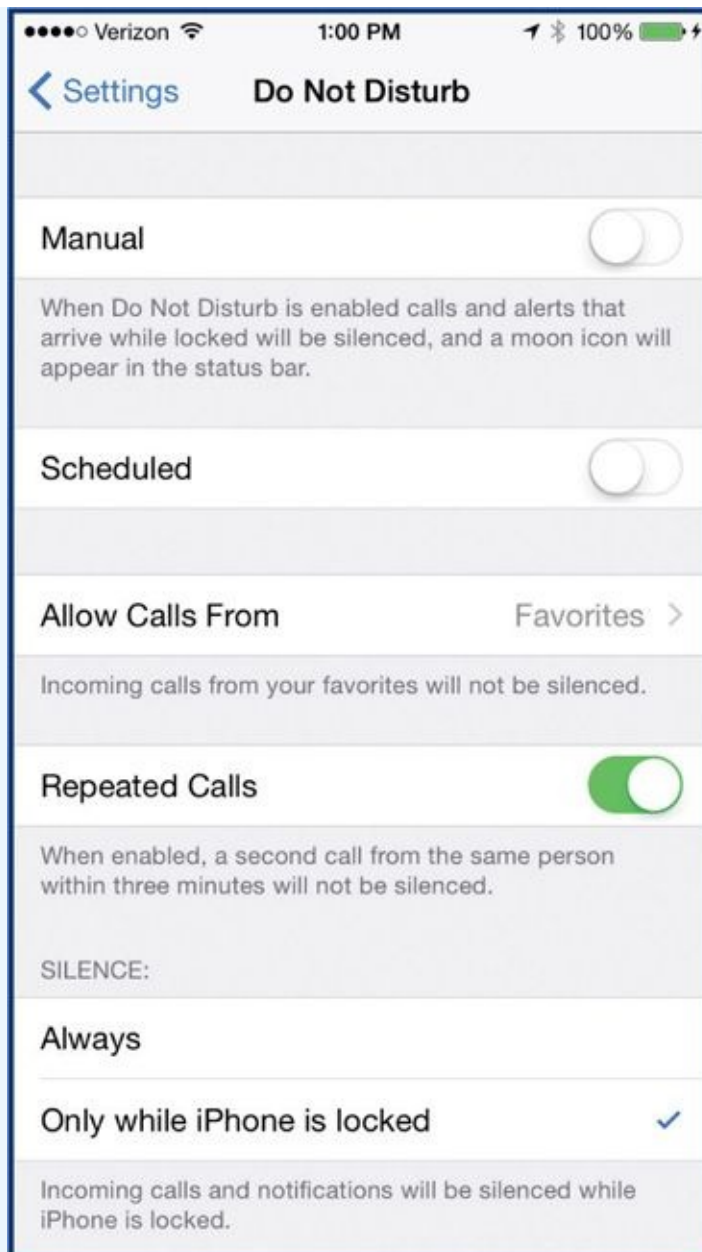 Verizon 1:00 PM 100%
Settings Do Not Disturb
Manual
When Do Not Disturb is enabled calls and alerts that
arrive while locked will be silenced, and a moon icon will
appear in the status bar.
Scheduled
Allow Calls From Favorites
Incoming calls from your favorites will not be silenced.
Repeated Calls
When enabled, a second call from the same person
within three minutes will not be silenced.
SILENCE:
Always
Only while iPhone is locked
Incoming calls and notifications will be silenced while
iPhone is locked.